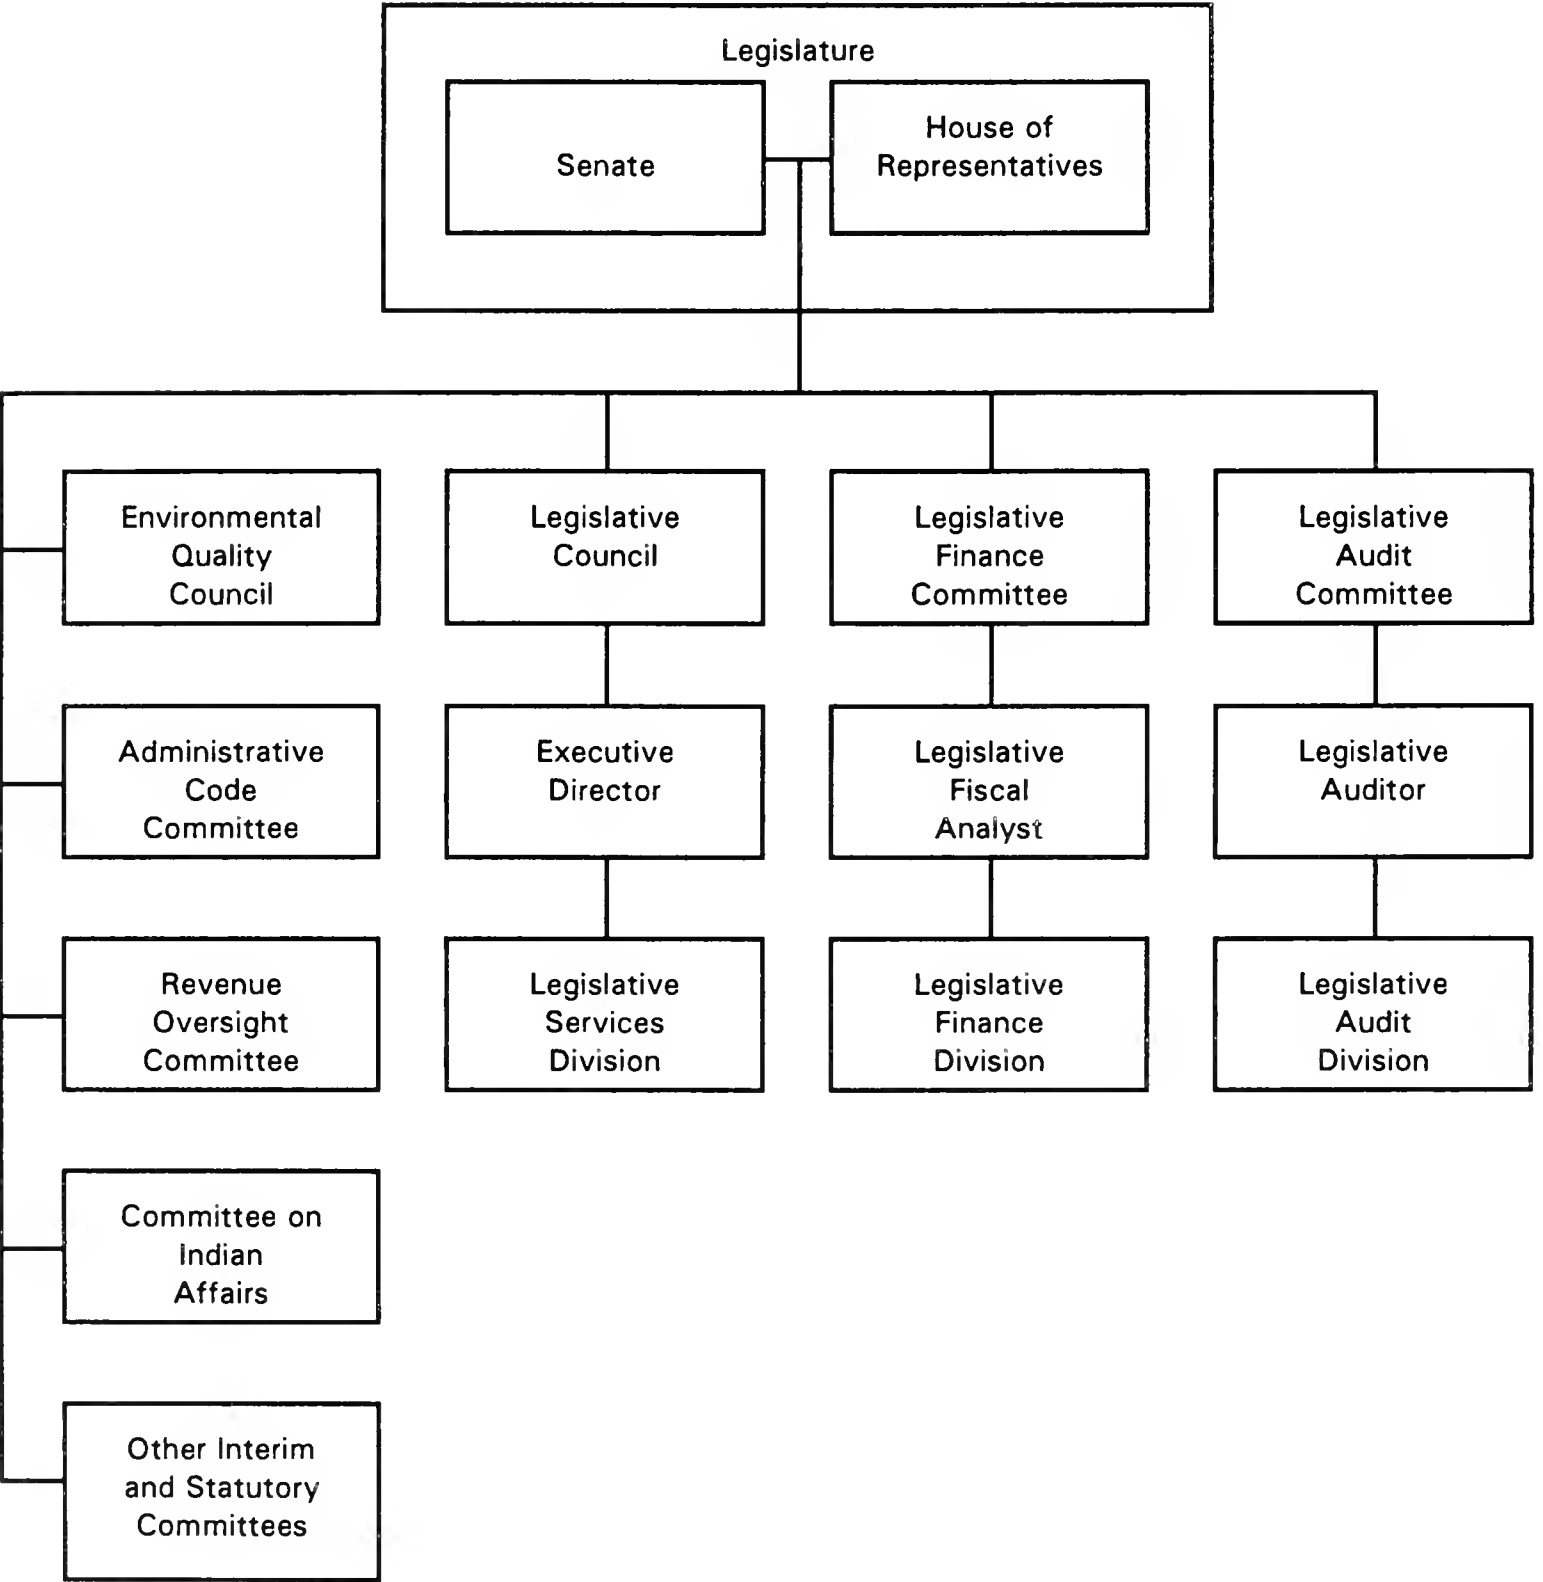 Legislature
Senate
House of
Representatives
Environmental
Quality
Council
Legislative
Council
Legislative
Finance
Committee
Legislative
Audit
Committee
Administrative
Code
Committee
Executive
Director
Legislative
Fiscal
Analyst
Legislative
Auditor
Revenue
Oversight
Committee
Legislative
Services
Division
Legislative
Finance
Division
Legislative
Audit
Division
Committee on
Indian
Affairs
Other Interim
and Statutory
Committees